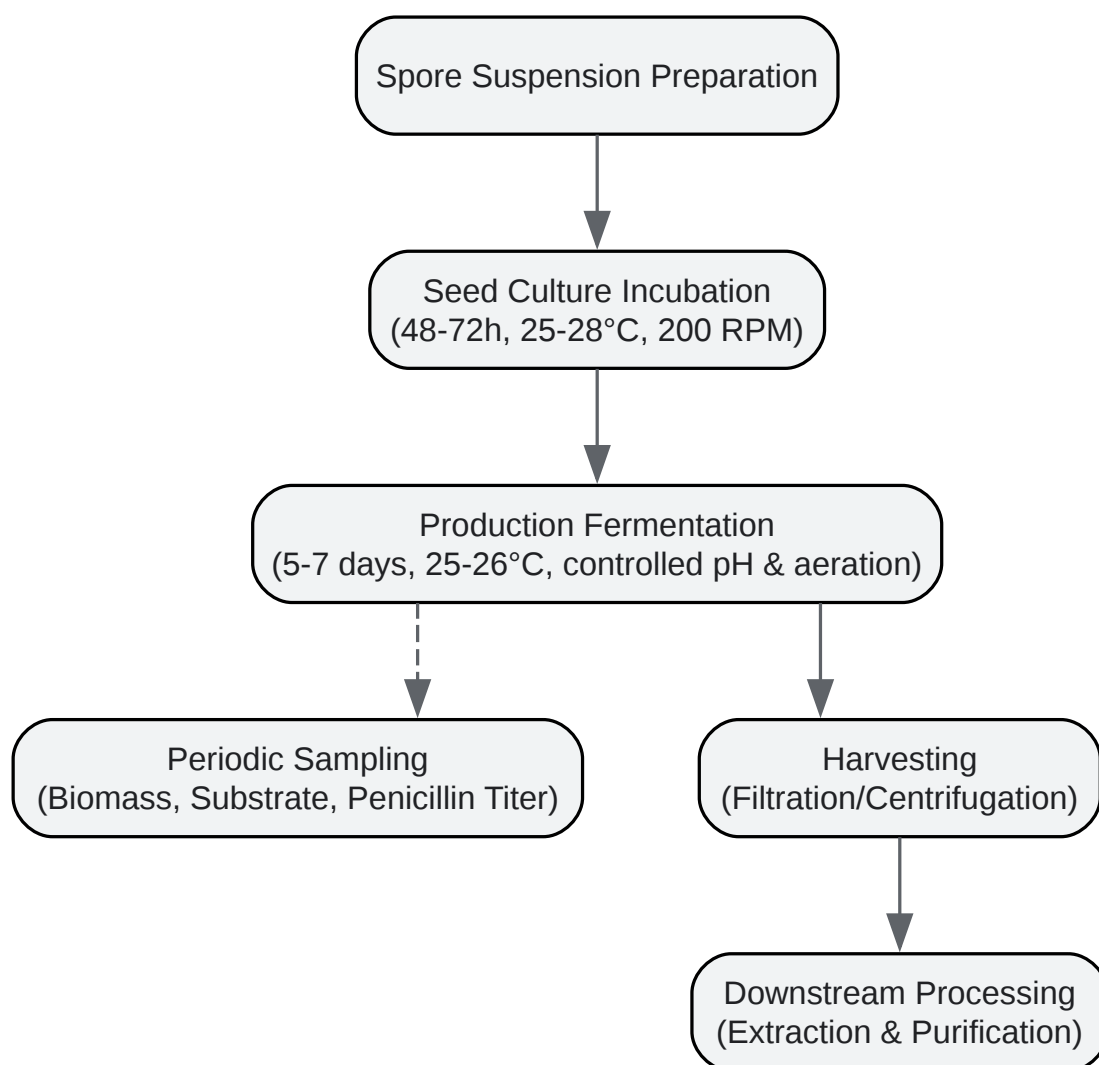 Spore Suspension Preparation
Seed Culture Incubation
(48-72h, 25-28°C, 200 RPM)
Production Fermentation
(5-7 days, 25-26°C, controlled pH & aeration)
Periodic Sampling
(Biomass, Substrate, Penicillin Titer)
Harvesting
(Filtration/Centrifugation)
Downstream Processing
(Extraction & Purification)